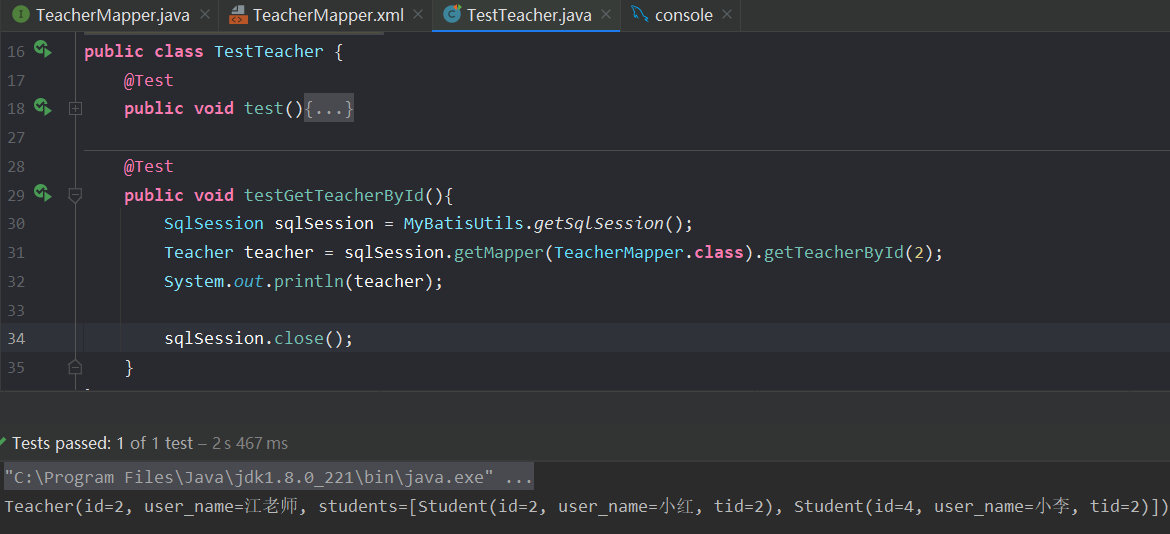 TeacherMapper.java TeacherMapper.xml TestTeacher.java console
16 public class TestTeacher {
17 @Test
18 public void test(){...}
27
28 @Test
29 public void testGetTeacherById(){
30 SqlSession sqlSession = MyBatisUtils.getSqlSession();
31 Teacher teacher = sqlSession.getMapper(TeacherMapper.class).getTeacherById(2);
32 System.out.println(teacher);
33
34 sqlSession.close();
35 }
Tests passed: 1 of 1 test – 2 s 467 ms
"C:\Program Files\Java\jdk1.8.0_221\bin\java.exe" ...
Teacher(id=2, user_name=江老师, students=[Student(id=2, user_name=小红, tid=2), Student(id=4, user_name=小李, tid=2)])